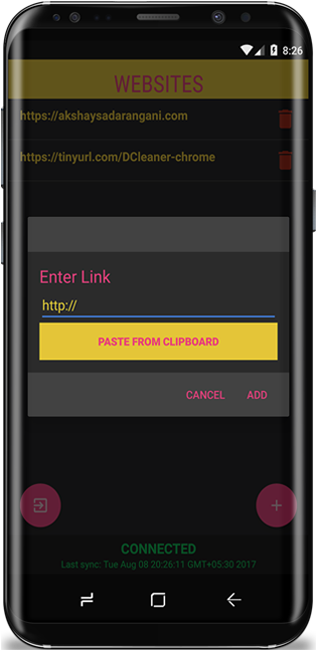 8:26
WEBSITES
https://akshaysadarangani.com
https://tinyurl.com/DCleaner-chrome
Enter Link
http://
PASTE FROM CLIPBOARD
CANCEL ADD
CONNECTED
Last sync: Tue Aug 08 20:26:11 GMT+05:30 2017